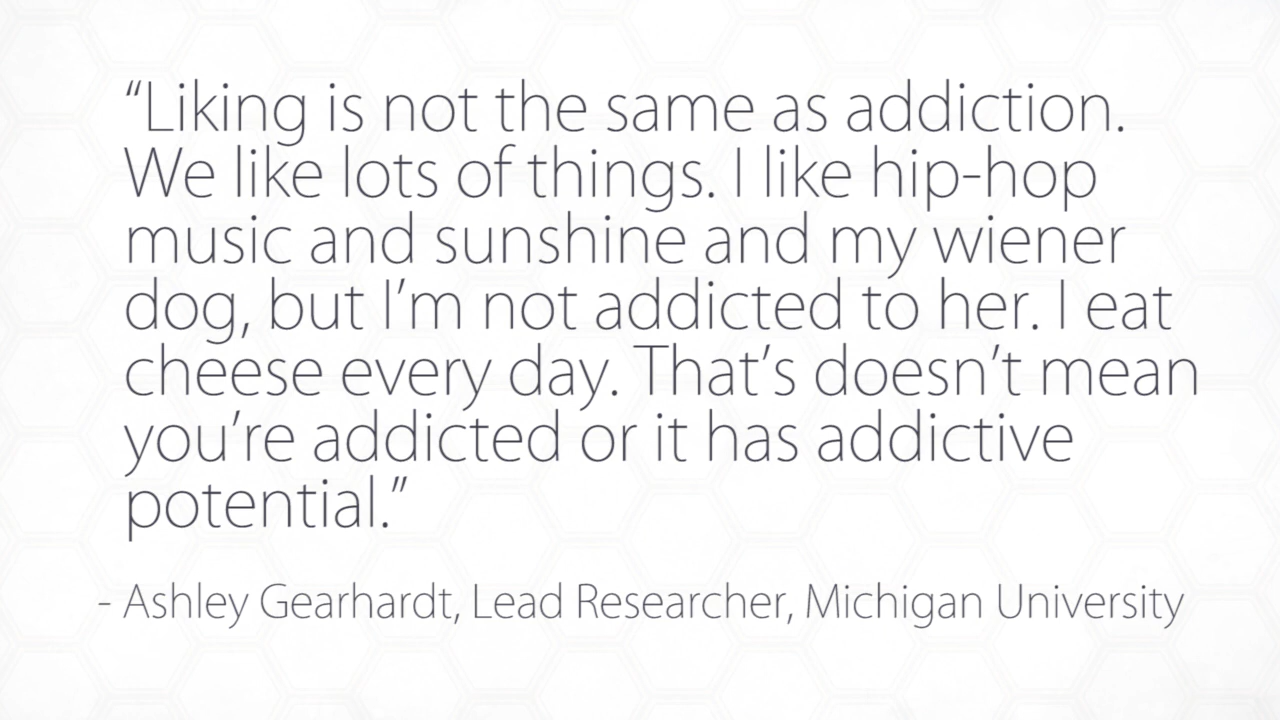 “Liking is not the same as addiction.
We like lots of things. I like hip-hop
music and sunshine and my wiener
dog, but I’m not addicted to her. I eat
cheese every day. That’s doesn’t mean
you’re addicted or it has addictive
potential.”
- Ashley Gearhardt, Lead Researcher, Michigan University